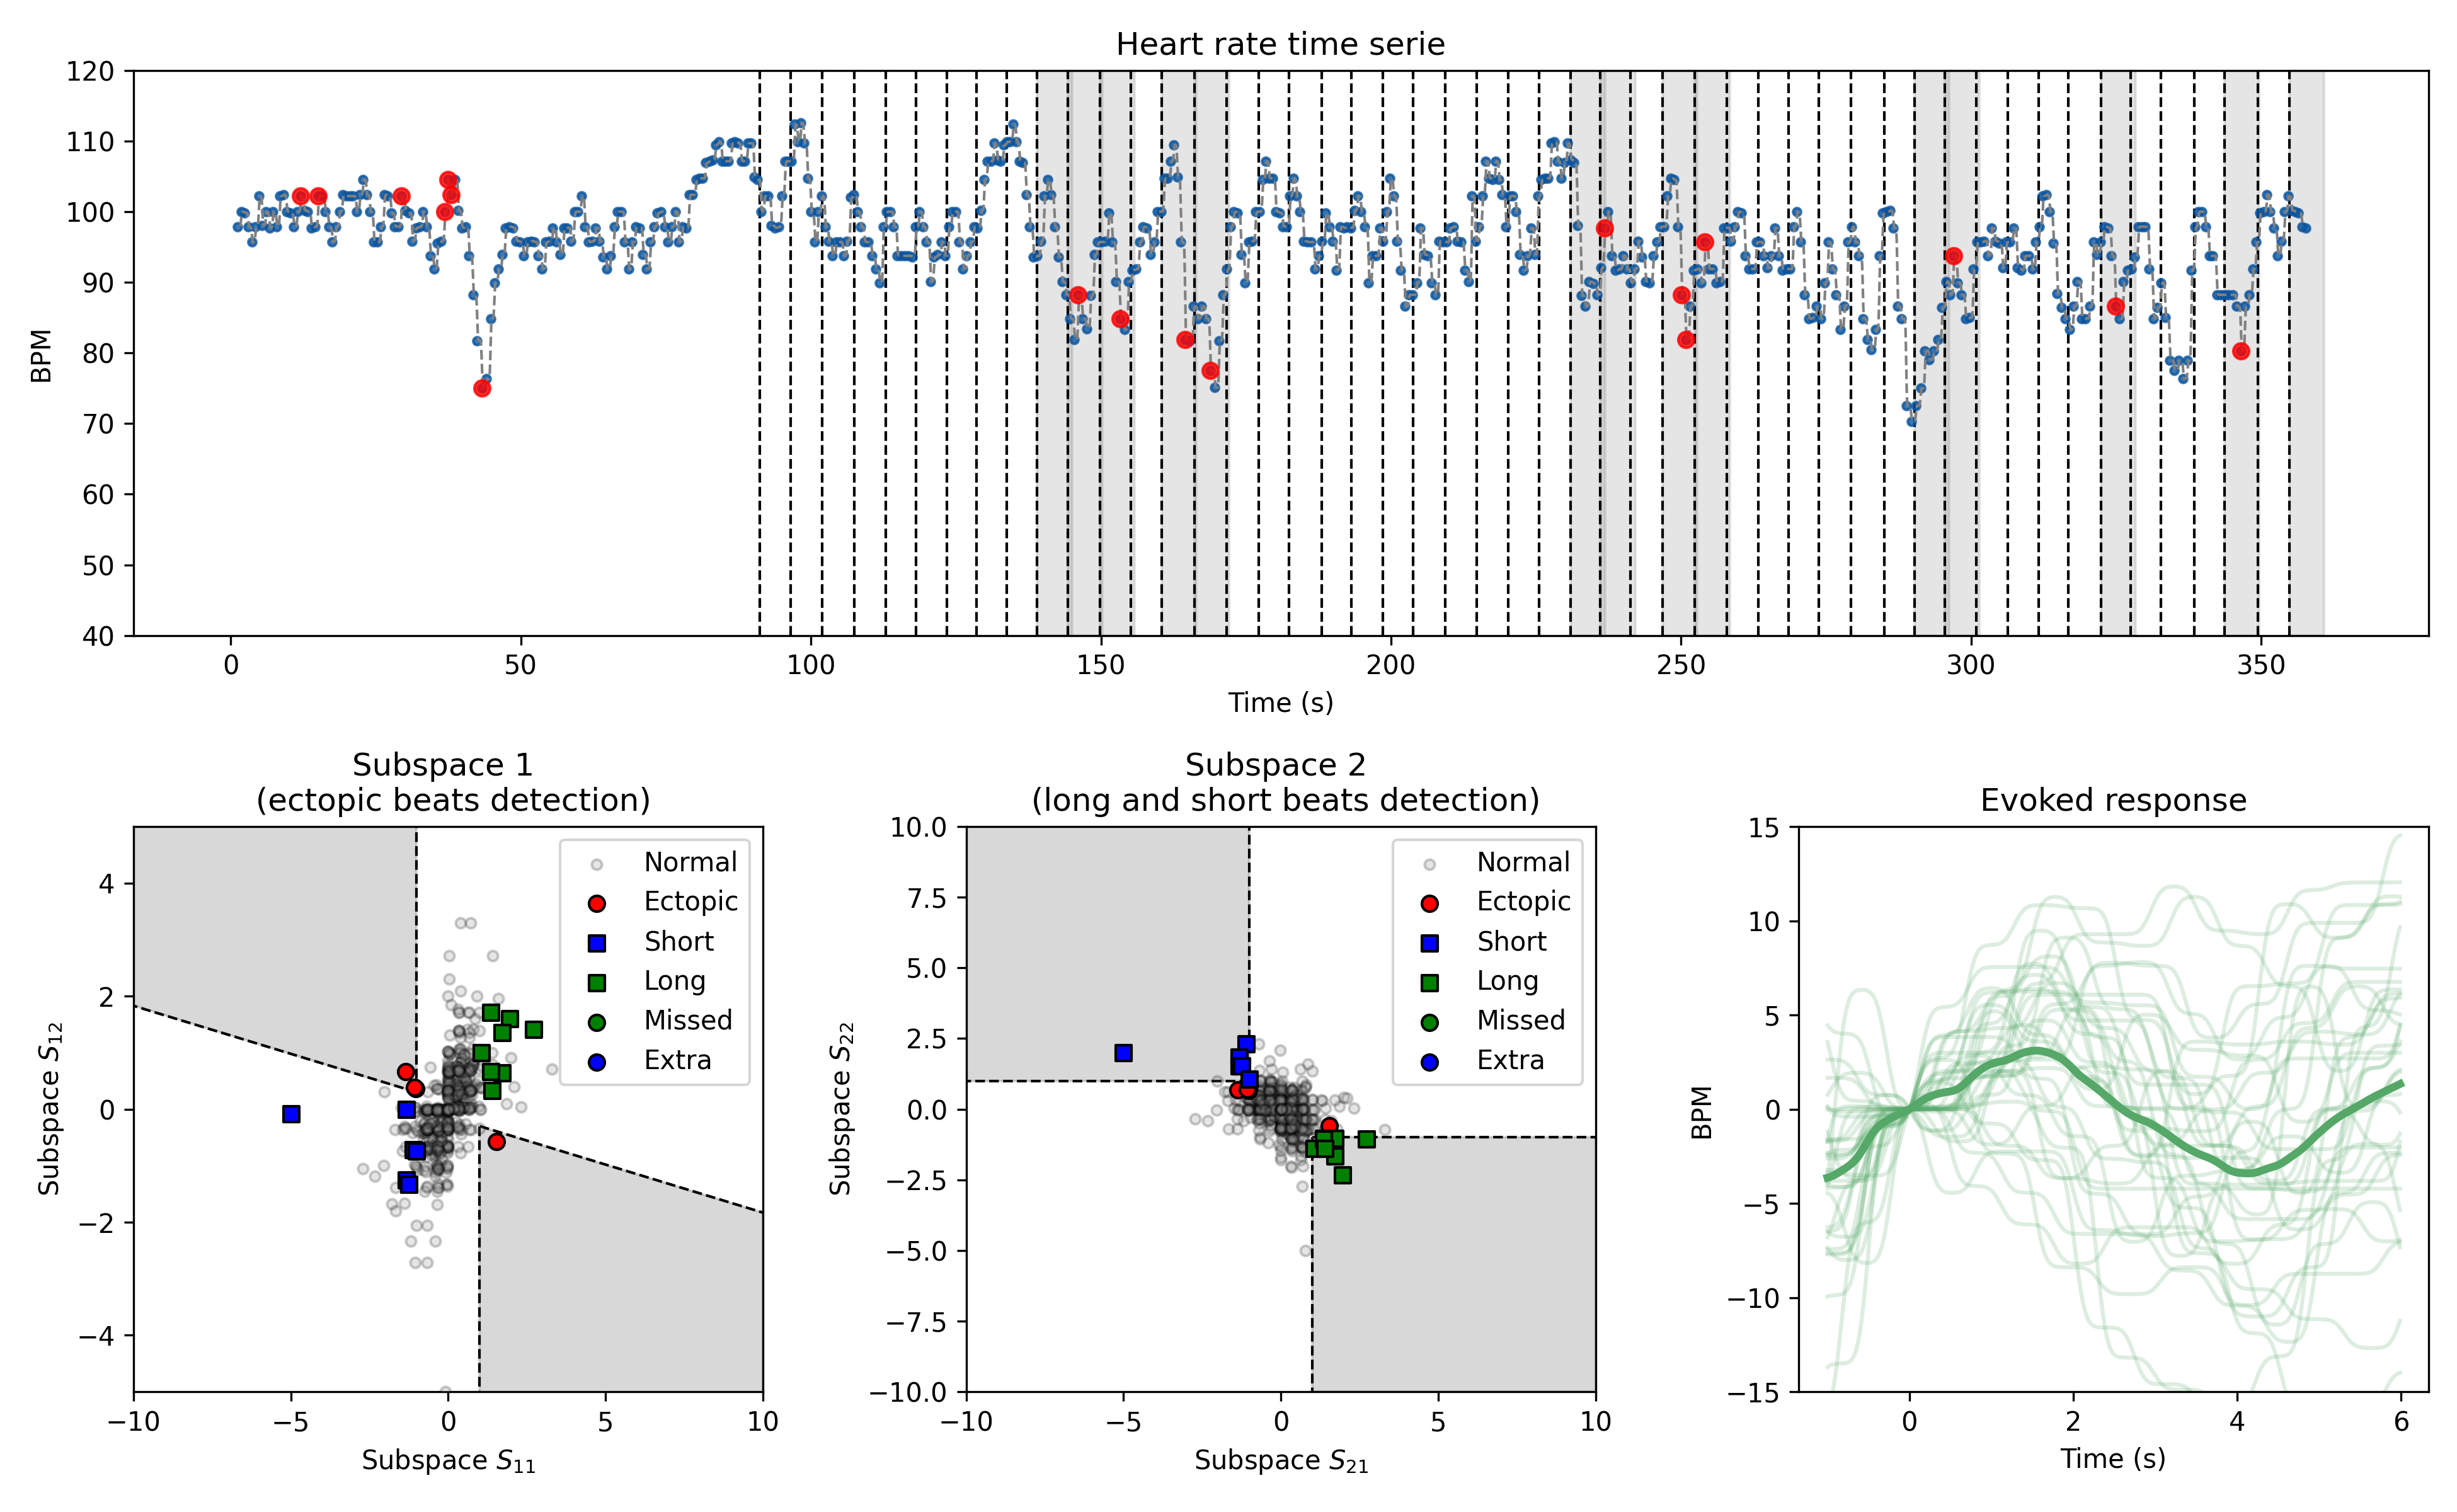 Heart rate time serie
120
110
100
90
80
70
60
50
40
BPM
0 50 100 150 200 250 300 350
Time (s)
Subspace 1
(ectopic beats detection)
4
2
0
−2
−4
Subspace S12
Normal
Ectopic
Short
Long
Missed
Extra
−10 −5 0 5 10
Subspace S11
Subspace 2
(long and short beats detection)
10.0
7.5
5.0
2.5
0.0
−2.5
−5.0
−7.5
−10.0
Subspace S22
Normal
Ectopic
Short
Long
Missed
Extra
−10 −5 0 5 10
Subspace S21
Evoked response
15
10
5
0
−5
−10
−15
BPM
0 2 4 6
Time (s)